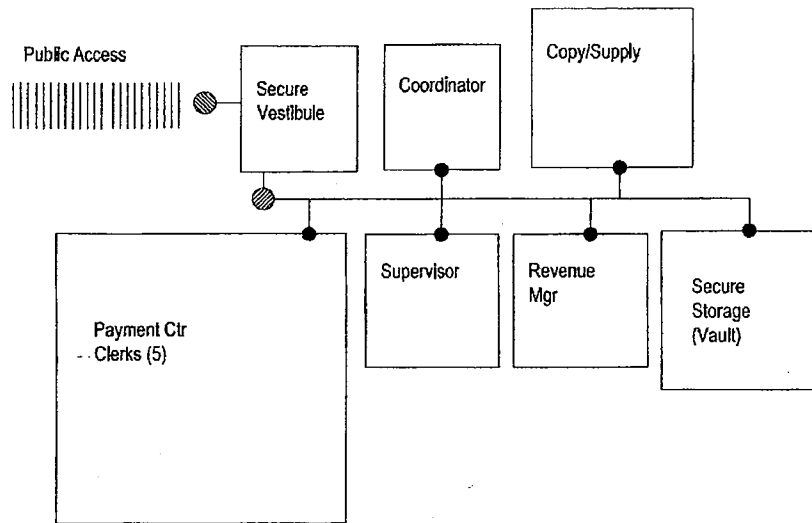 Public Access
Secure
Vestibule
Coordinator
Copy/Supply
Payment Ctr
Clerks (5)
Supervisor
Revenue
Mgr
Secure
Storage
(Vault)